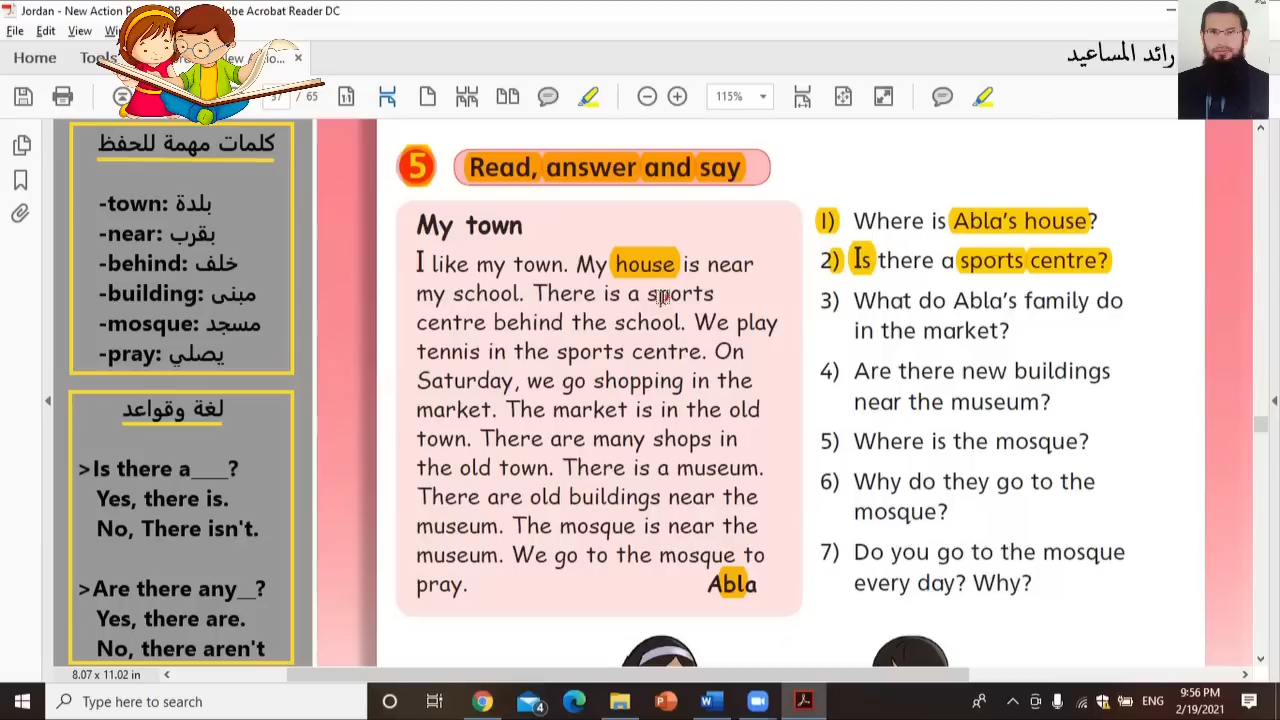 Jordan - New Action Pa
PB
dobe Acrobat Reader DC
File Edit View
Home Tools
رائد المساعيد
37 / 65
115%
كلمات مهمة للحفظ
-town: بلدة
-near: بقرب
-behind: خلف
-building: مبنى
-mosque: مسجد
-pray: يصلي
لغة وقواعد
>Is there a____?
Yes, there is.
No, There isn't.
>Are there any__?
Yes, there are.
No, there aren't
5 Read, answer and say
My town
I like my town. My house is near
my school. There is a sports
centre behind the school. We play
tennis in the sports centre. On
Saturday, we go shopping in the
market. The market is in the old
town. There are many shops in
the old town. There is a museum.
There are old buildings near the
museum. The mosque is near the
museum. We go to the mosque to
pray. Abla
1) Where is Abla's house?
2) Is there a sports centre?
3) What do Abla's family do
in the market?
4) Are there new buildings
near the museum?
5) Where is the mosque?
6) Why do they go to the
mosque?
7) Do you go to the mosque
every day? Why?
8.07 x 11.02 in
Type here to search
4
ENG
9:56 PM
2/19/2021